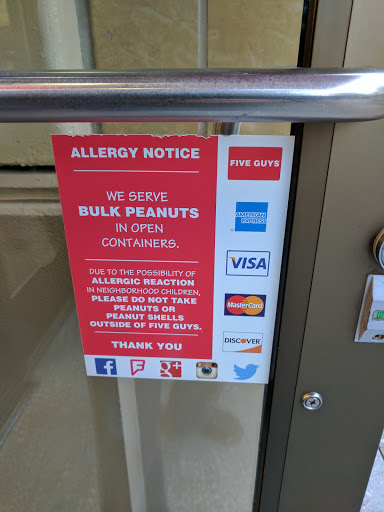 ALLERGY NOTICE
WE SERVE
BULK PEANUTS
IN OPEN
CONTAINERS.
DUE TO THE POSSIBILITY OF
ALLERGIC REACTION
IN NEIGHBORHOOD CHILDREN,
PLEASE DO NOT TAKE
PEANUTS OR
PEANUT SHELLS
OUTSIDE OF FIVE GUYS.
THANK YOU
FIVE GUYS
AMERICAN
EXPRESS
VISA
MasterCard
DISCOVER
f
g+